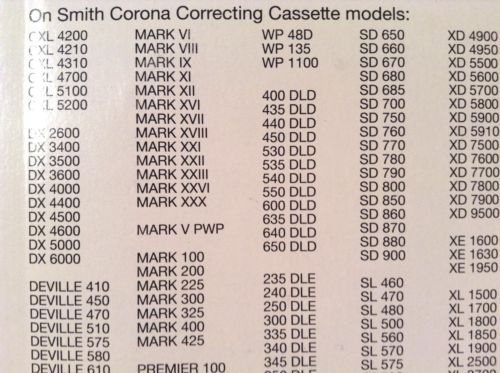 On Smith Corona Correcting Cassette models:
CXL 4200
CXL 4210
CXL 4310
CXL 4700
CXL 5100
CXL 5200
DX 2600
DX 3400
DX 3500
DX 3600
DX 4000
DX 4400
DX 4500
DX 4600
DX 5000
DX 6000
DEVILLE 410
DEVILLE 450
DEVILLE 470
DEVILLE 510
DEVILLE 575
DEVILLE 580
DEVILLE 610
MARK VI
MARK VIII
MARK IX
MARK XI
MARK XII
MARK XVI
MARK XVII
MARK XVIII
MARK XXI
MARK XXII
MARK XXIII
MARK XXVI
MARK XXX
MARK V PWP
MARK 100
MARK 200
MARK 225
MARK 300
MARK 325
MARK 400
MARK 425
PREMIER 100
WP 48D
WP 135
WP 1100
400 DLD
435 DLD
440 DLD
450 DLD
530 DLD
535 DLD
540 DLD
550 DLD
600 DLD
635 DLD
640 DLD
650 DLD
235 DLE
240 DLE
250 DLE
300 DLE
335 DLE
340 DLE
345 DLE
SD 650
SD 660
SD 670
SD 680
SD 685
SD 700
SD 750
SD 760
SD 770
SD 780
SD 790
SD 800
SD 850
SD 860
SD 870
SD 880
SD 900
SL 460
SL 470
SL 480
SL 500
SL 560
SL 570
SL 575
XD 4900
XD 4950
XD 5500
XD 5600
XD 5700
XD 5800
XD 5900
XD 5910
XD 7500
XD 7600
XD 7700
XD 7800
XD 7900
XD 9500
XE 1600
XE 1630
XE 1950
XL 1500
XL 1700
XL 1800
XL 1850
XL 1900
XL 2500